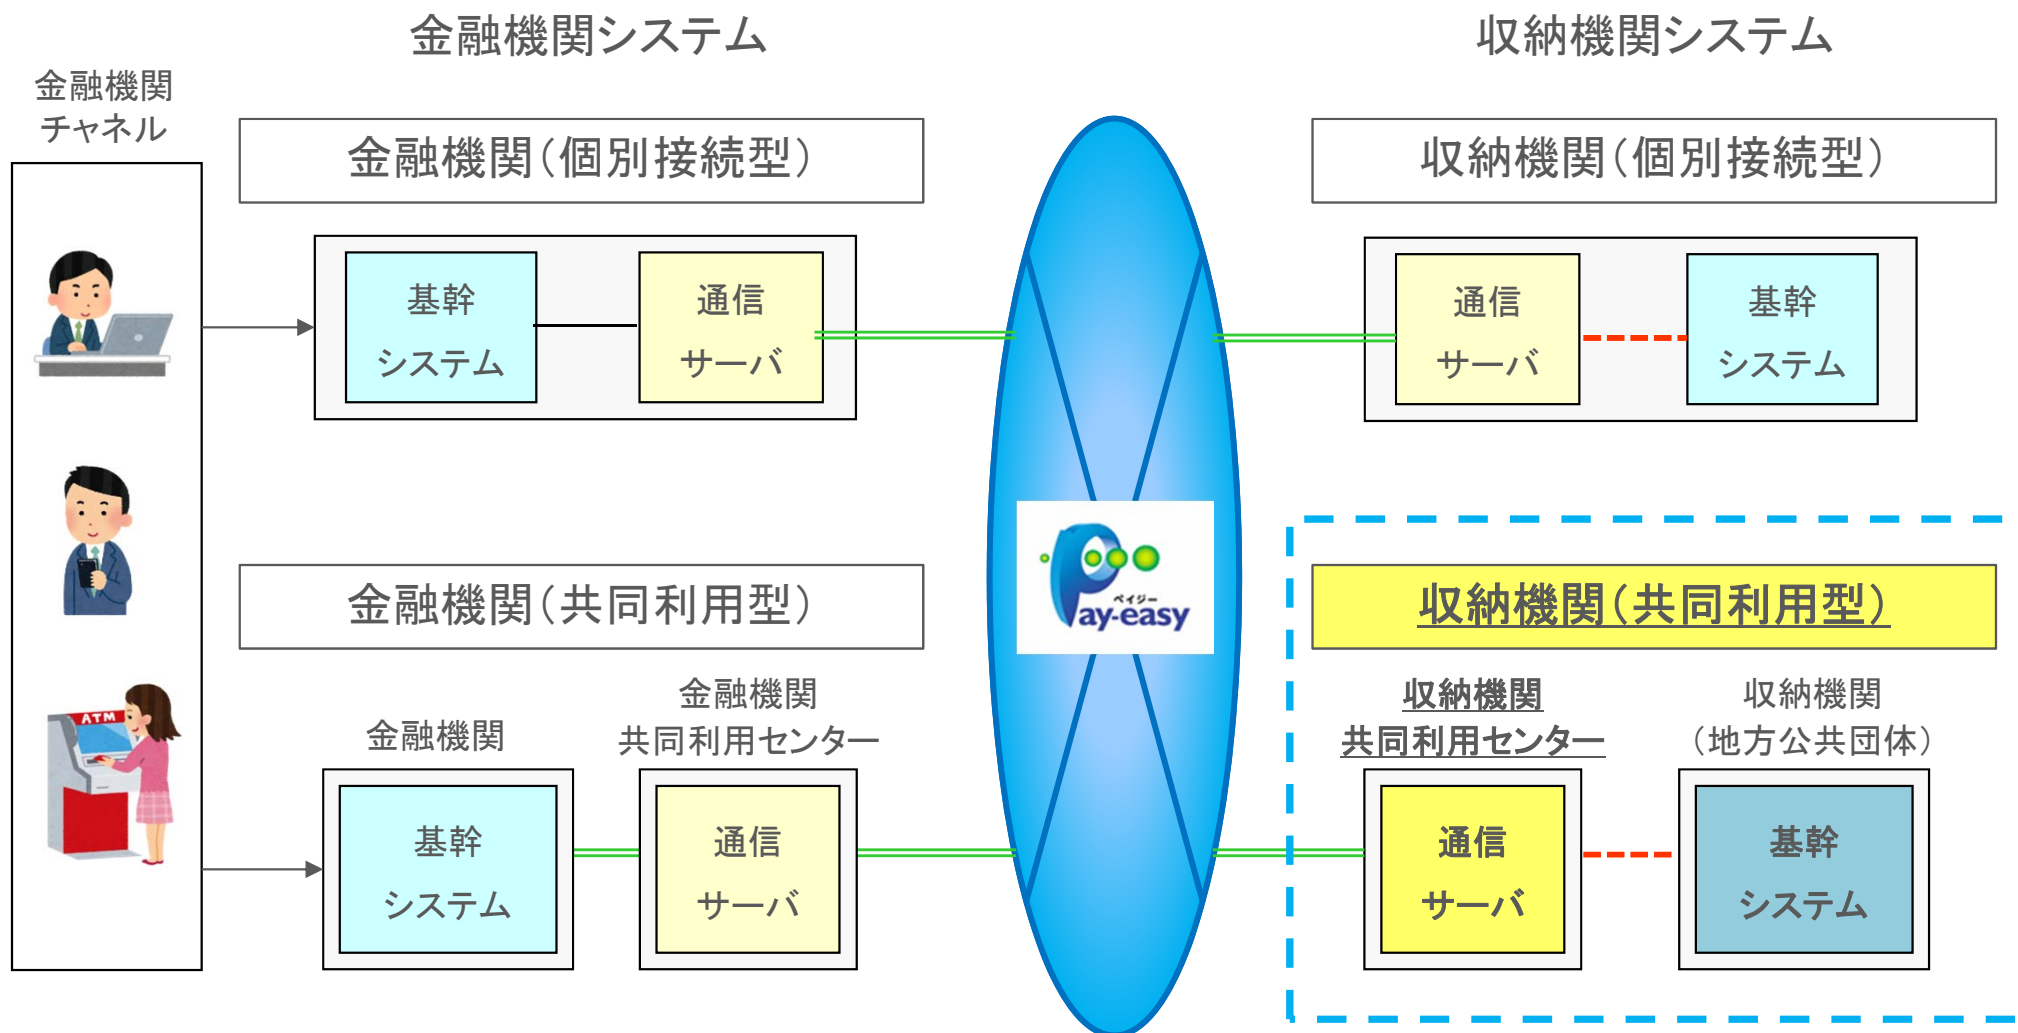 金融機関システム
収納機関システム
金融機関
チャネル
金融機関（個別接続型）
収納機関（個別接続型）
基幹
システム
通信
サーバ
通信
サーバ
基幹
システム
ペイジー
Pay-easy
金融機関（共同利用型）
収納機関（共同利用型）
金融機関
金融機関
共同利用センター
収納機関
共同利用センター
収納機関
（地方公共団体）
ATM
基幹
システム
通信
サーバ
通信
サーバ
基幹
システム